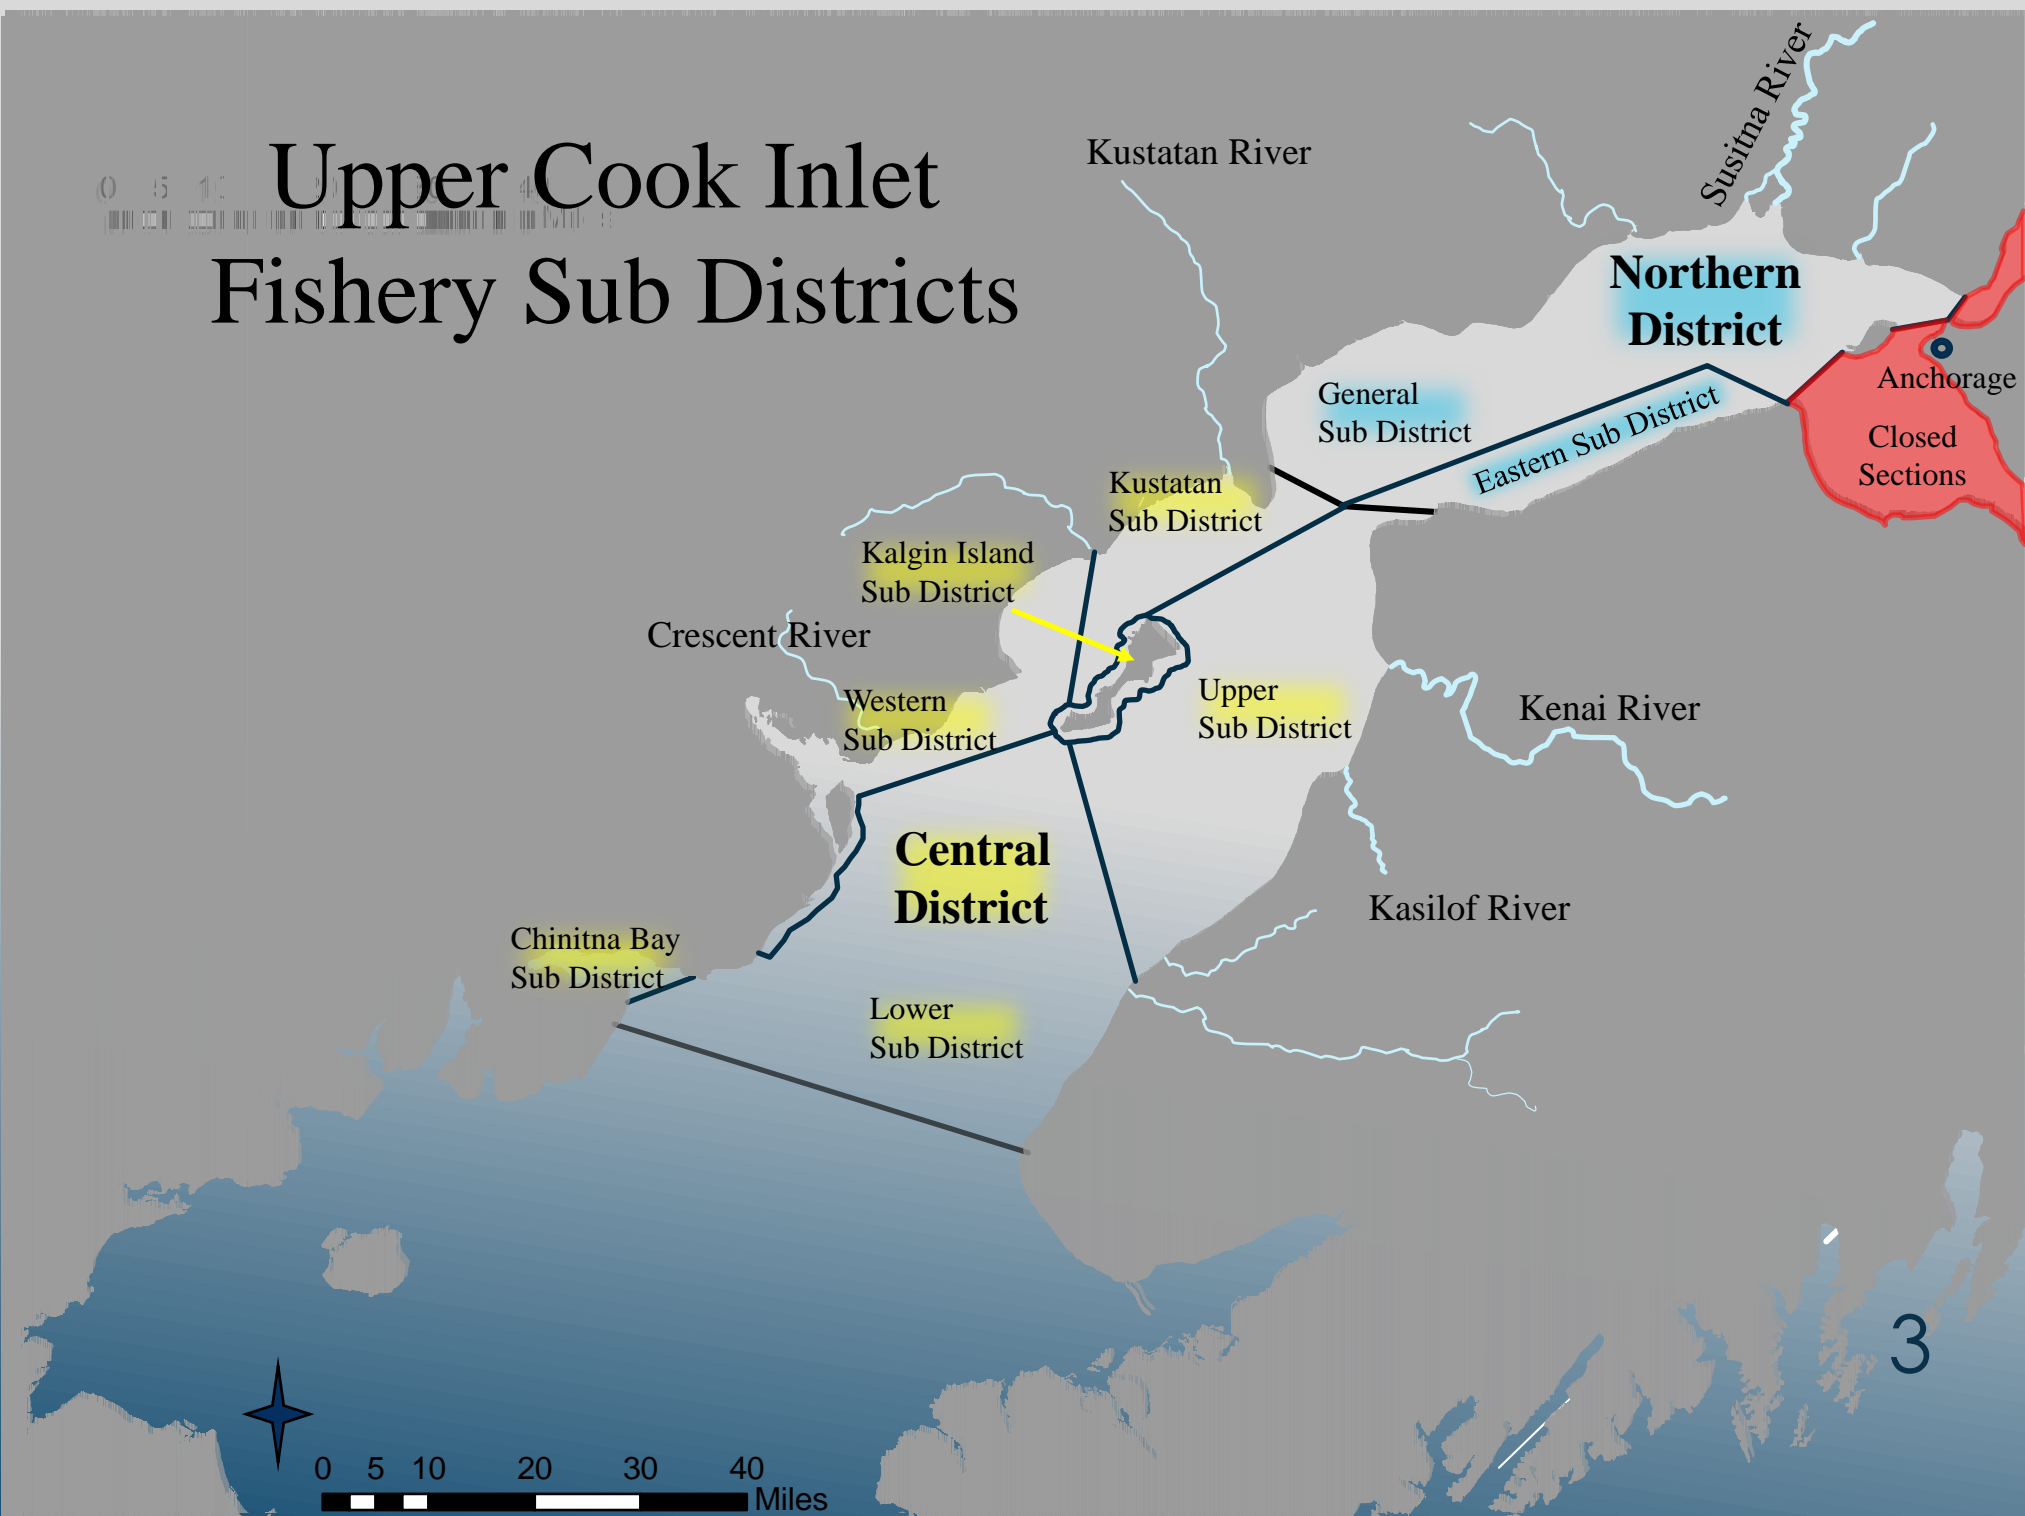 Upper Cook Inlet
Fishery Sub Districts
Kustatan River
Susitna River
Northern
District
General
Sub District
Eastern Sub District
Anchorage
Closed
Sections
Kustatan
Sub District
Kalgin Island
Sub District
Crescent River
Western
Sub District
Upper
Sub District
Kenai River
Central
District
Kasilof River
Chinitna Bay
Sub District
Lower
Sub District
3
0 5 10 20 30 40
Miles